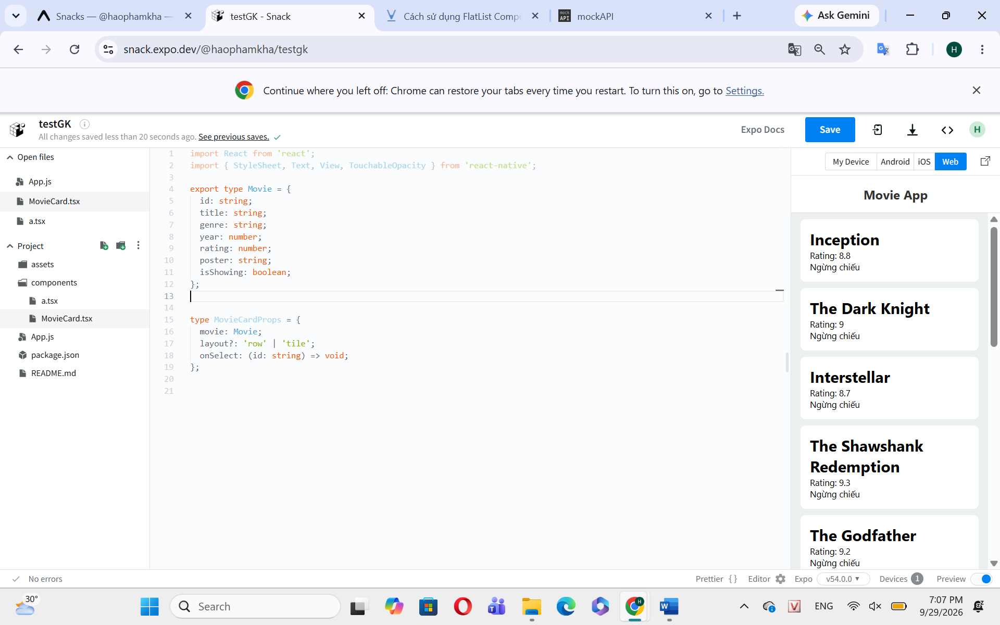 Snacks — @haophamkha —
testGK - Snack
Cách sử dụng FlatList Compo
mockAPI
Ask Gemini
snack.expo.dev/@haophamkha/testgk
H
Continue where you left off: Chrome can restore your tabs every time you restart. To turn this on, go to Settings.
testGK
All changes saved less than 20 seconds ago. See previous saves.
Expo Docs
Save
H
Open files
App.js
MovieCard.tsx
a.tsx
Project
assets
components
a.tsx
MovieCard.tsx
App.js
package.json
README.md
1 import React from 'react';
2 import { StyleSheet, Text, View, TouchableOpacity } from 'react-native';
3
4 export type Movie = {
5 id: string;
6 title: string;
7 genre: string;
8 year: number;
9 rating: number;
10 poster: string;
11 isShowing: boolean;
12 };
13
14
15 type MovieCardProps = {
16 movie: Movie;
17 layout?: 'row' | 'tile';
18 onSelect: (id: string) => void;
19 };
20
21
My Device
Android
iOS
Web
Movie App
Inception
Rating: 8.8
Ngừng chiếu
The Dark Knight
Rating: 9
Ngừng chiếu
Interstellar
Rating: 8.7
Ngừng chiếu
The Shawshank
Redemption
Rating: 9.3
Ngừng chiếu
The Godfather
Rating: 9.2
Ngừng chiếu
No errors
Prettier { }
Editor
Expo
v54.0.0
Devices 1
Preview
30°
Search
ENG
7:07 PM
9/29/2026